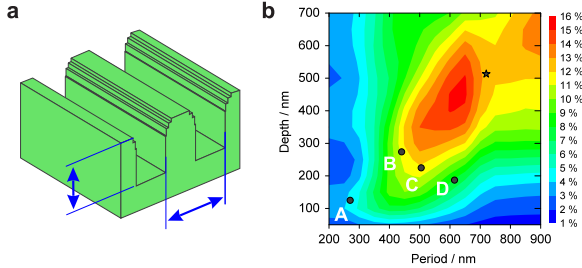 a
b
Depth / nm
700
600
500
400
300
200
100
A
B
C
D
200 300 400 500 600 700 800 900
Period / nm
16 %
15 %
14 %
13 %
12 %
11 %
10 %
9 %
8 %
7 %
6 %
5 %
4 %
3 %
2 %
1 %